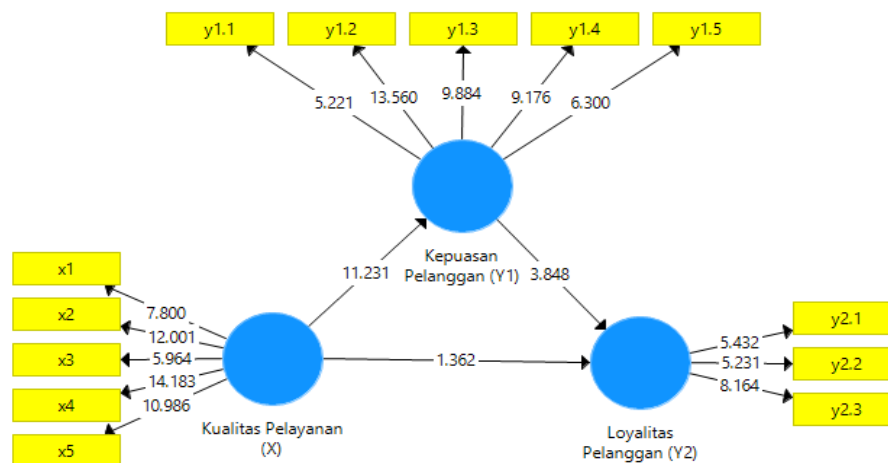 y1.1
y1.2
y1.3
y1.4
y1.5
5.221
13.560
9.884
9.176
6.300
Kepuasan
Pelanggan (Y1)
11.231
3.848
x1
x2
x3
x4
x5
7.800
12.001
5.964
14.183
10.986
Kualitas Pelayanan
(X)
1.362
Loyalitas
Pelanggan (Y2)
5.432
5.231
8.164
y2.1
y2.2
y2.3